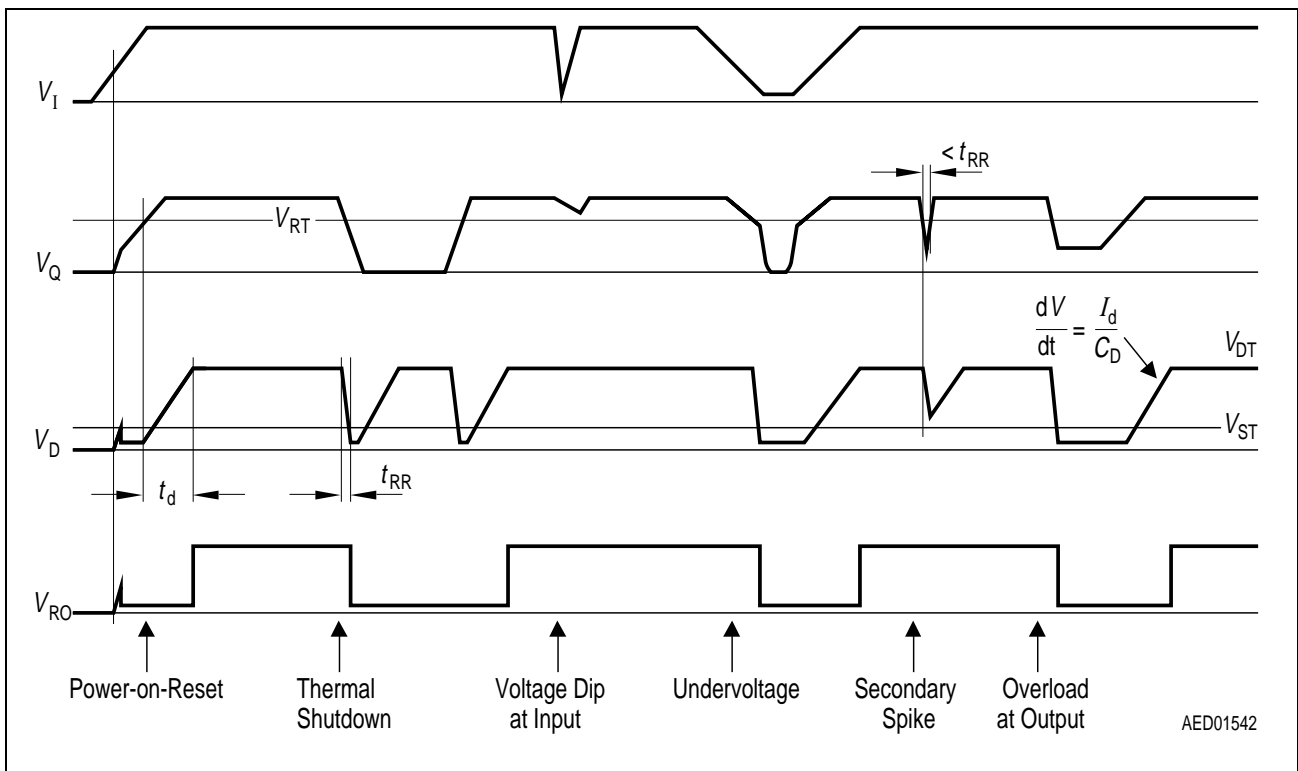 V_I
< t_RR
V_RT
V_Q
dV/dt = I_d/C_D
V_DT
V_D
V_ST
t_d
t_RR
V_RO
Power-on-Reset
Thermal
Shutdown
Voltage Dip
at Input
Undervoltage
Secondary
Spike
Overload
at Output
AED01542